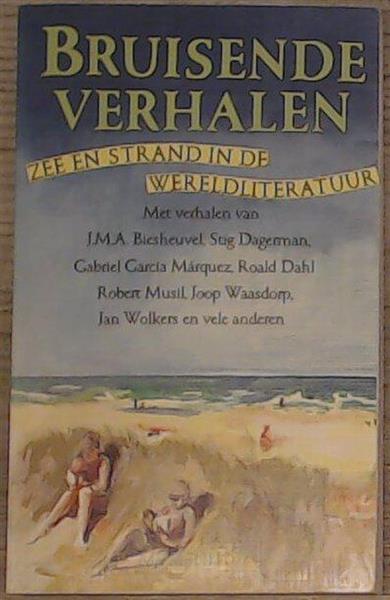 BRUISENDE
VERHALEN
ZEE EN STRAND IN DE
WERELDLITERATUUR
Met verhalen van
J.M.A. Biesheuvel, Stig Dagerman,
Gabriel García Márquez, Roald Dahl
Robert Musil, Joop Waasdorp,
Jan Wolkers en vele anderen